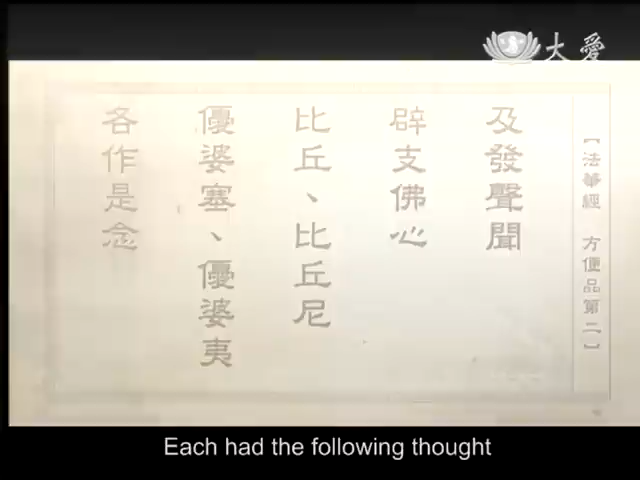 大愛
【法華經 方便品第二】
及發聲聞
辟支佛心
比丘、比丘尼
優婆塞、優婆夷
各作是念
Each had the following thought